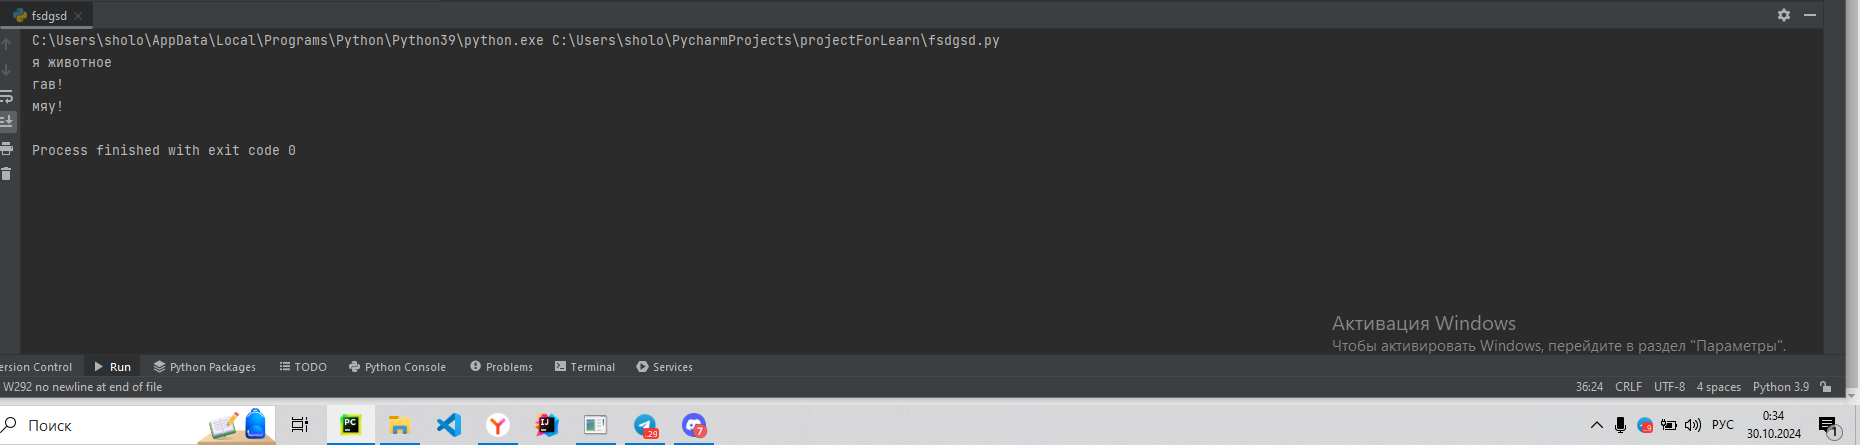 fsdgsd
C:\Users\sholo\AppData\Local\Programs\Python\Python39\python.exe C:\Users\sholo\PycharmProjects\projectForLearn\fsdgsd.py
я животное
гав!
мяу!
Process finished with exit code 0
Активация Windows
Чтобы активировать Windows, перейдите в раздел "Параметры".
ersion Control Run Python Packages TODO Python Console Problems Terminal Services
W292 no newline at end of file 36:24 CRLF UTF-8 4 spaces Python 3.9
Поиск PC IJ 29 7 9 РУС 0:34
30.10.2024 1